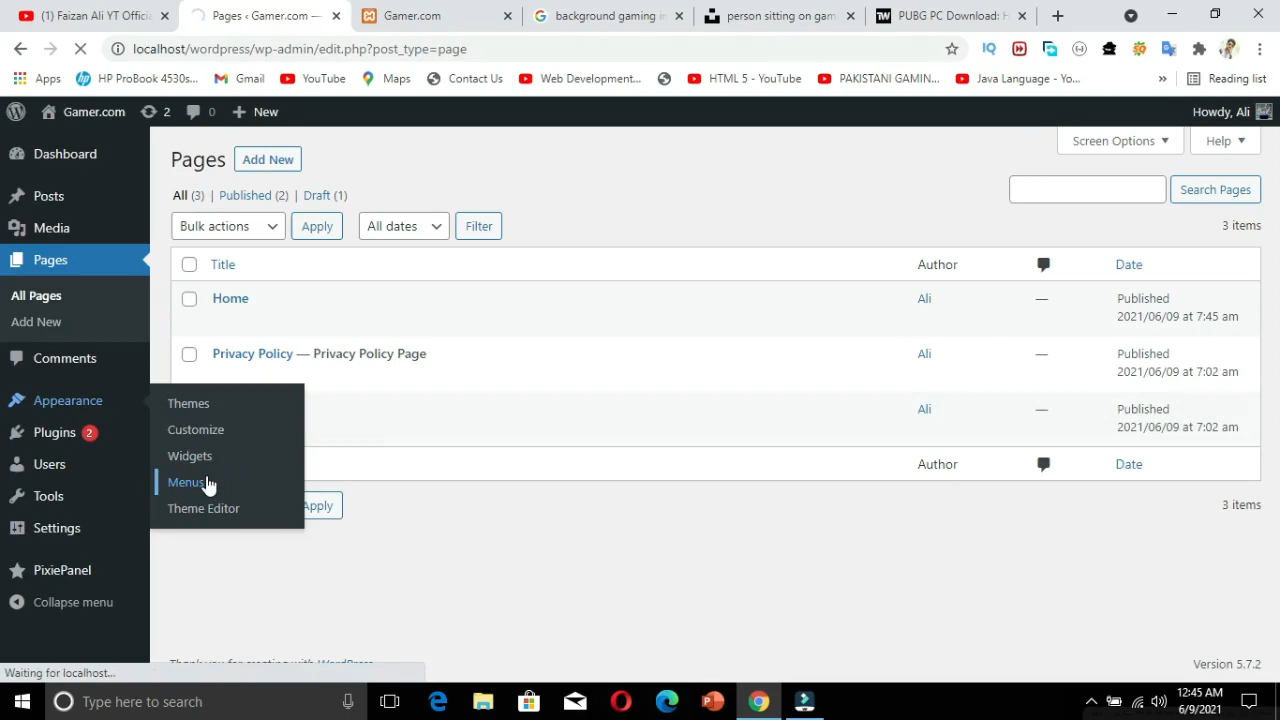 (1) Faizan Ali YT Offici
Pages ‹ Gamer.com —
Gamer.com
background gaming i
person sitting on gam
PUBG PC Download: H
localhost/wordpress/wp-admin/edit.php?post_type=page
Apps
HP ProBook 4530s...
Gmail
YouTube
Maps
Contact Us
Web Development...
HTML 5 - YouTube
PAKISTANI GAMIN...
Java Language - Yo...
»
Reading list
Gamer.com
2
0
New
Howdy, Ali
Dashboard
Posts
Media
Pages
All Pages
Add New
Comments
Appearance
Plugins 2
Users
Tools
Settings
PixiePanel
Collapse menu
Themes
Customize
Widgets
Menus
Theme Editor
Pages
Add New
Screen Options
Help
All (3) | Published (2) | Draft (1)
Search Pages
Bulk actions
Apply
All dates
Filter
3 items
Title
Author
Date
Home
Ali
—
Published
2021/06/09 at 7:45 am
Privacy Policy — Privacy Policy Page
Ali
—
Published
2021/06/09 at 7:02 am
Ali
—
Published
2021/06/09 at 7:02 am
Author
Date
Apply
3 items
Thank you for creating with WordPress
Version 5.7.2
Waiting for localhost...
Type here to search
12:45 AM
6/9/2021